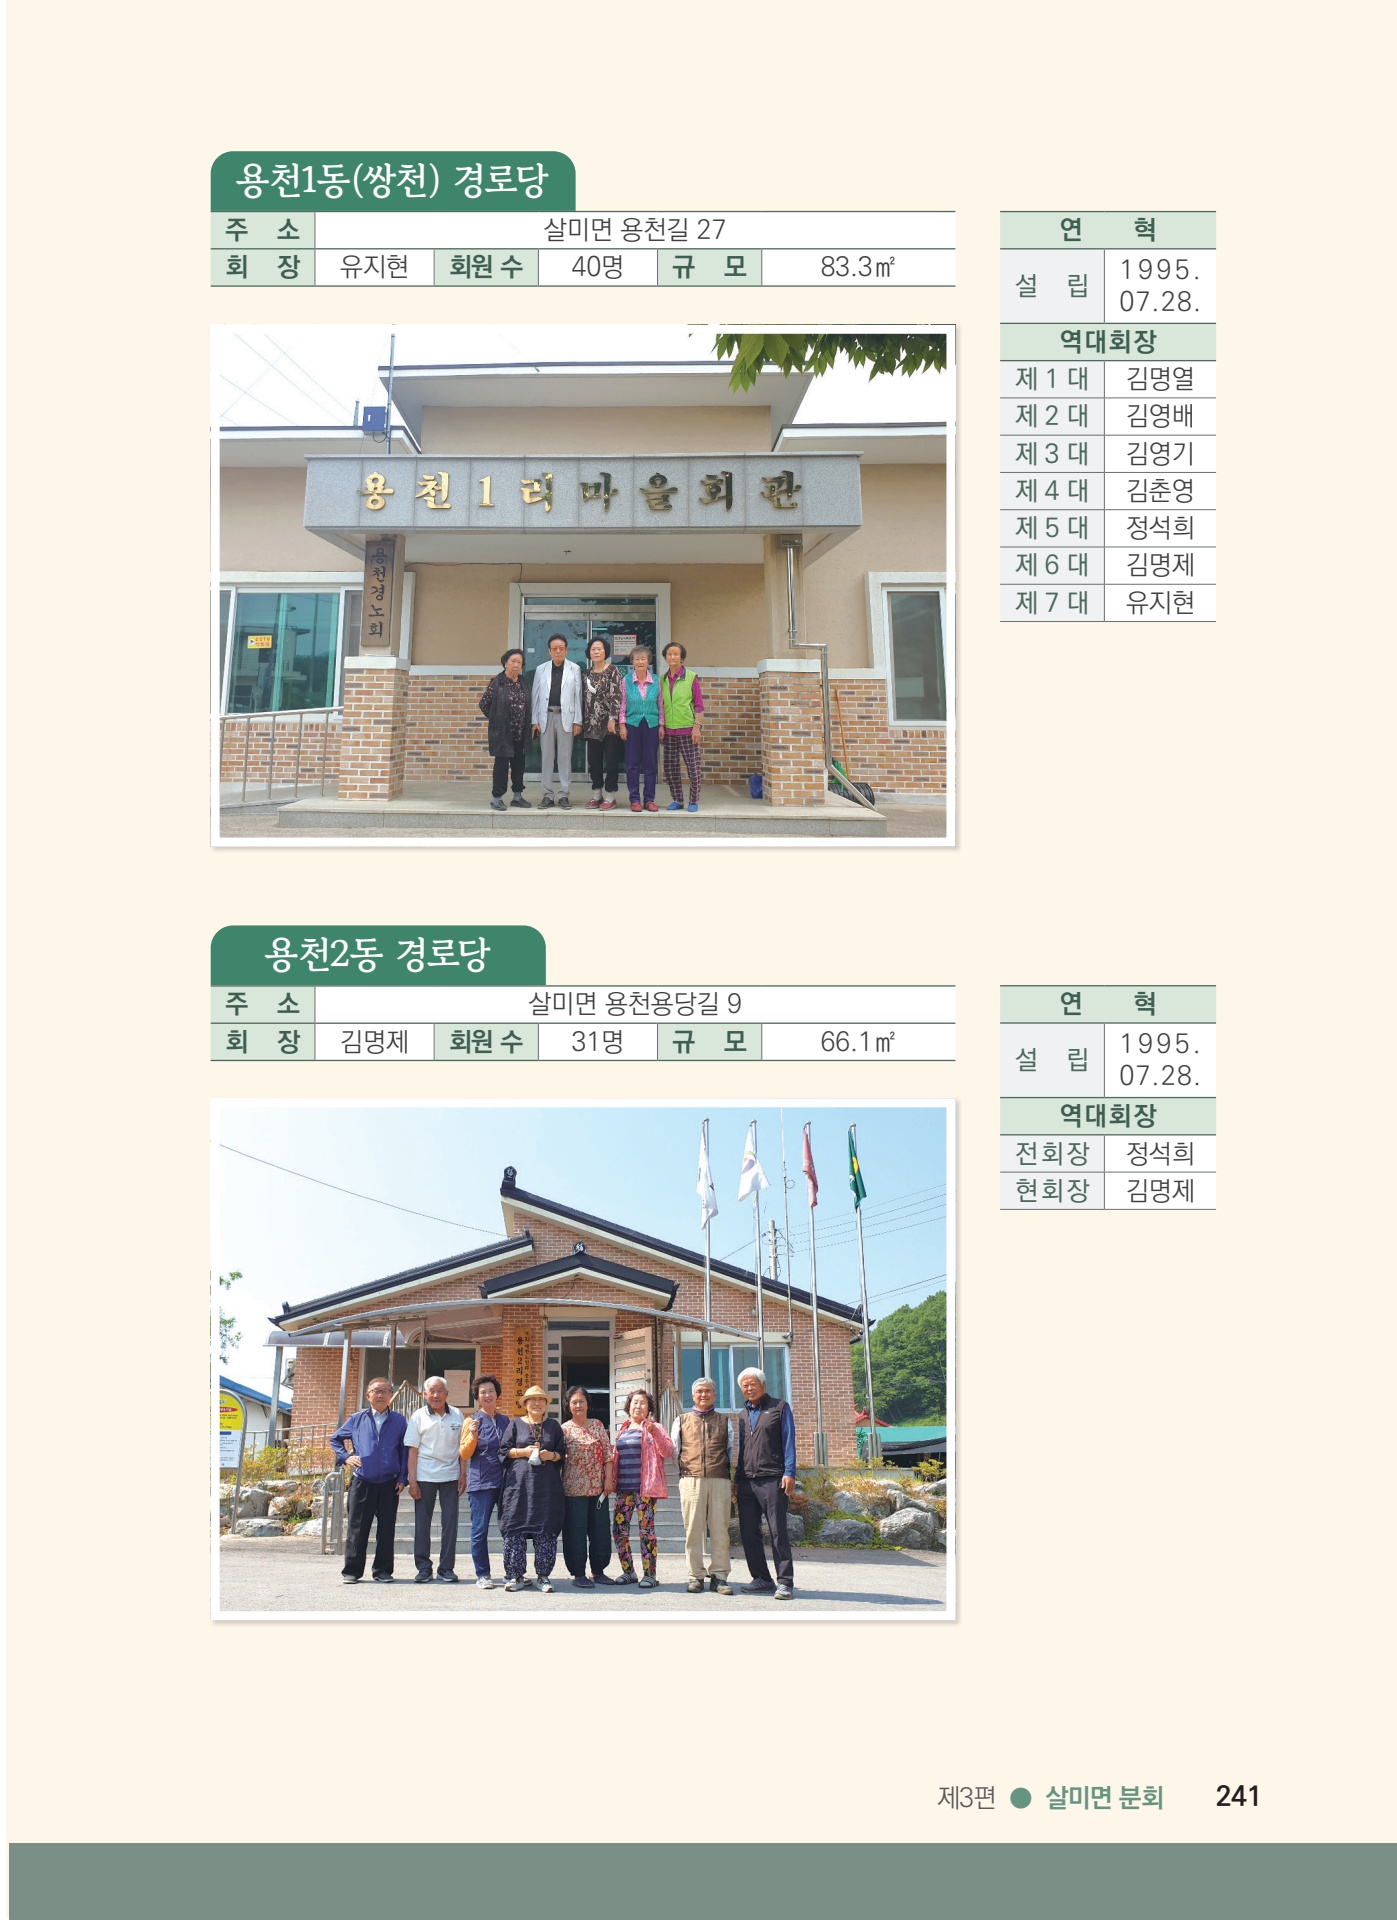 용천1동(쌍천) 경로당
주 소 살미면 용천길 27
회 장 유지현 회원 수 40명 규 모 83.3㎡
연 혁
설 립 1995.
07.28.
역대회장
제 1 대 김명열
제 2 대 김영배
제 3 대 김영기
제 4 대 김춘영
제 5 대 정석희
제 6 대 김명제
제 7 대 유지현
용천1리마을회관
용천경노회
용천2동 경로당
주 소 살미면 용천용당길 9
회 장 김명제 회원 수 31명 규 모 66.1㎡
연 혁
설 립 1995.
07.28.
역대회장
전회장 정석희
현회장 김명제
용천2리경로당
제3편 ● 살미면 분회 241